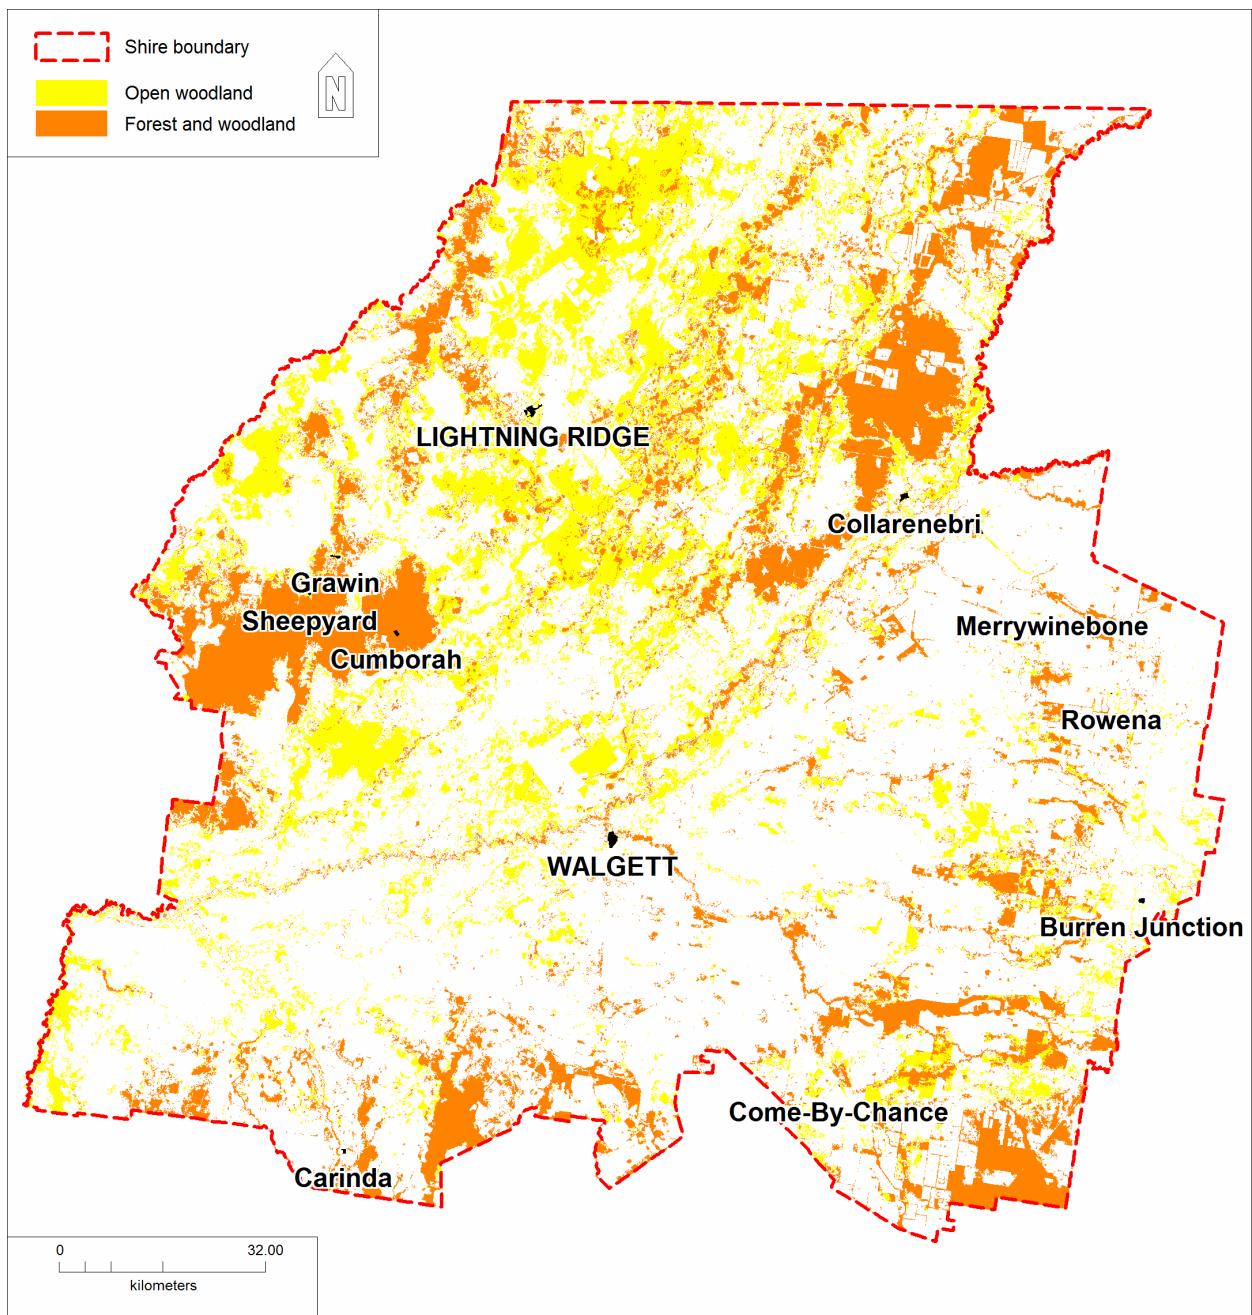 Shire boundary
Open woodland
Forest and woodland
N
LIGHTNING RIDGE
Collarenebri
Grawin
Sheepyard
Merrywinebone
Cumborah
Rowena
WALGETT
Burren Junction
Come-By-Chance
Carinda
0 32.00
kilometers